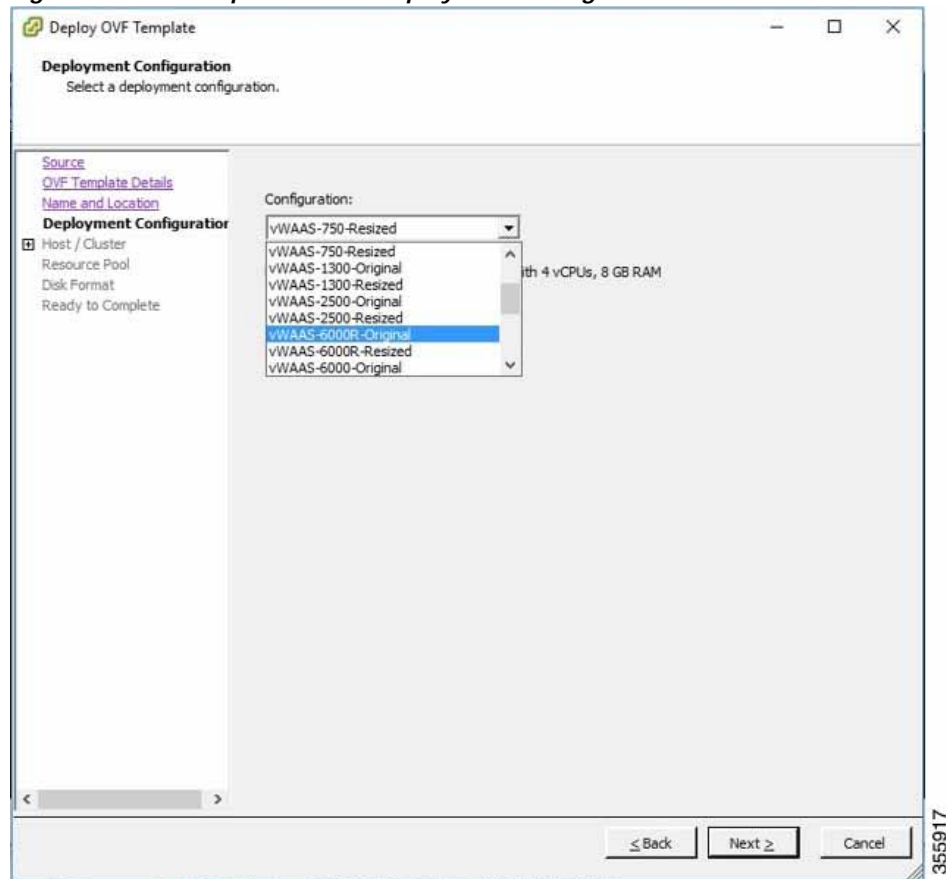 Deploy OVF Template
Deployment Configuration
Select a deployment configuration.
Source
OVF Template Details
Name and Location
Deployment Configuration
Host / Cluster
Resource Pool
Disk Format
Ready to Complete
Configuration:
vWAAS-750-Resized
vWAAS-750-Resized
vWAAS-1300-Original
vWAAS-1300-Resized
vWAAS-2500-Original
vWAAS-2500-Resized
vWAAS-6000R-Original
vWAAS-6000R-Resized
vWAAS-6000-Original
ith 4 vCPUs, 8 GB RAM
≤ Back
Next ≥
Cancel
355917